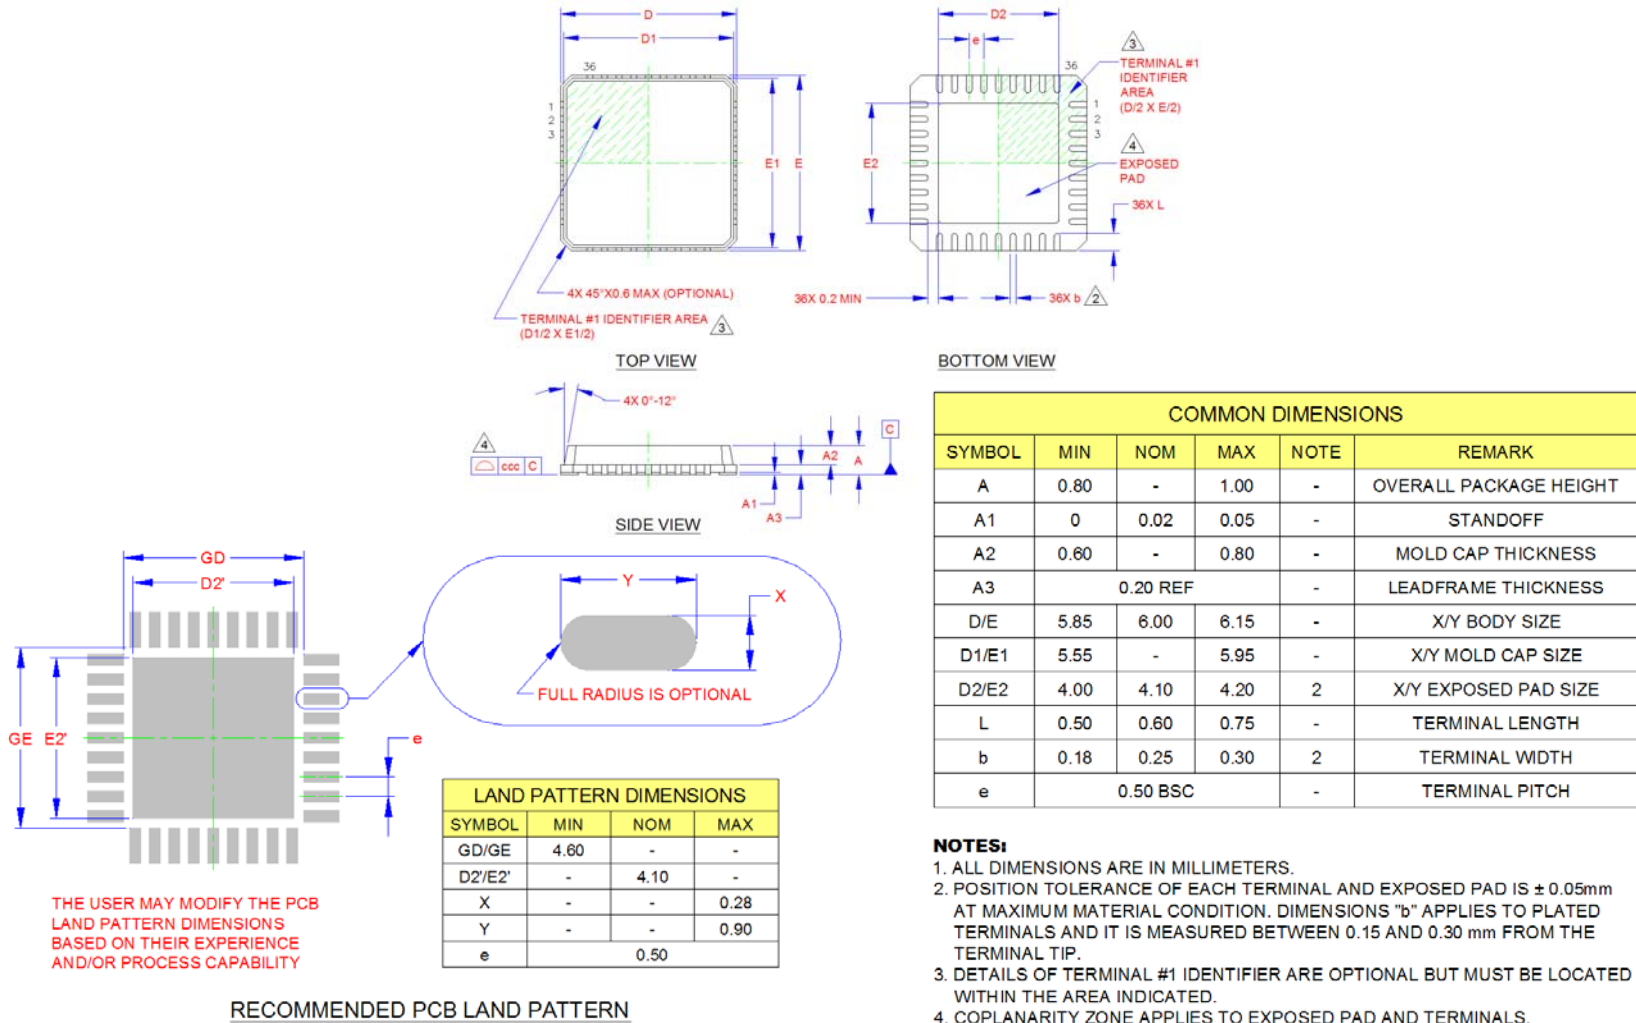 D
D1
36
1
2
3
E1
E
4X 45°X0.6 MAX (OPTIONAL)
TERMINAL #1 IDENTIFIER AREA
(D1/2 X E1/2)
3
TOP VIEW
D2
e
36
3
TERMINAL #1
IDENTIFIER
AREA
(D/2 X E/2)
1
2
3
4
EXPOSED
PAD
E2
36X L
36X 0.2 MIN
36X b
2
BOTTOM VIEW
4X 0°-12°
4
ccc C
A2
A
C
A1
A3
SIDE VIEW
GD
D2'
GE
E2'
e
Y
X
FULL RADIUS IS OPTIONAL
THE USER MAY MODIFY THE PCB
LAND PATTERN DIMENSIONS
BASED ON THEIR EXPERIENCE
AND/OR PROCESS CAPABILITY
LAND PATTERN DIMENSIONS
SYMBOL MIN NOM MAX
GD/GE 4.60 - -
D2'/E2' - 4.10 -
X - - 0.28
Y - - 0.90
e 0.50
RECOMMENDED PCB LAND PATTERN
COMMON DIMENSIONS
SYMBOL MIN NOM MAX NOTE REMARK
A 0.80 - 1.00 - OVERALL PACKAGE HEIGHT
A1 0 0.02 0.05 - STANDOFF
A2 0.60 - 0.80 - MOLD CAP THICKNESS
A3 0.20 REF - LEADFRAME THICKNESS
D/E 5.85 6.00 6.15 - X/Y BODY SIZE
D1/E1 5.55 - 5.95 - X/Y MOLD CAP SIZE
D2/E2 4.00 4.10 4.20 2 X/Y EXPOSED PAD SIZE
L 0.50 0.60 0.75 - TERMINAL LENGTH
b 0.18 0.25 0.30 2 TERMINAL WIDTH
e 0.50 BSC - TERMINAL PITCH
NOTES:
1. ALL DIMENSIONS ARE IN MILLIMETERS.
2. POSITION TOLERANCE OF EACH TERMINAL AND EXPOSED PAD IS ± 0.05mm
AT MAXIMUM MATERIAL CONDITION. DIMENSIONS "b" APPLIES TO PLATED
TERMINALS AND IT IS MEASURED BETWEEN 0.15 AND 0.30 mm FROM THE
TERMINAL TIP.
3. DETAILS OF TERMINAL #1 IDENTIFIER ARE OPTIONAL BUT MUST BE LOCATED
WITHIN THE AREA INDICATED.
4. COPLANARITY ZONE APPLIES TO EXPOSED PAD AND TERMINALS.